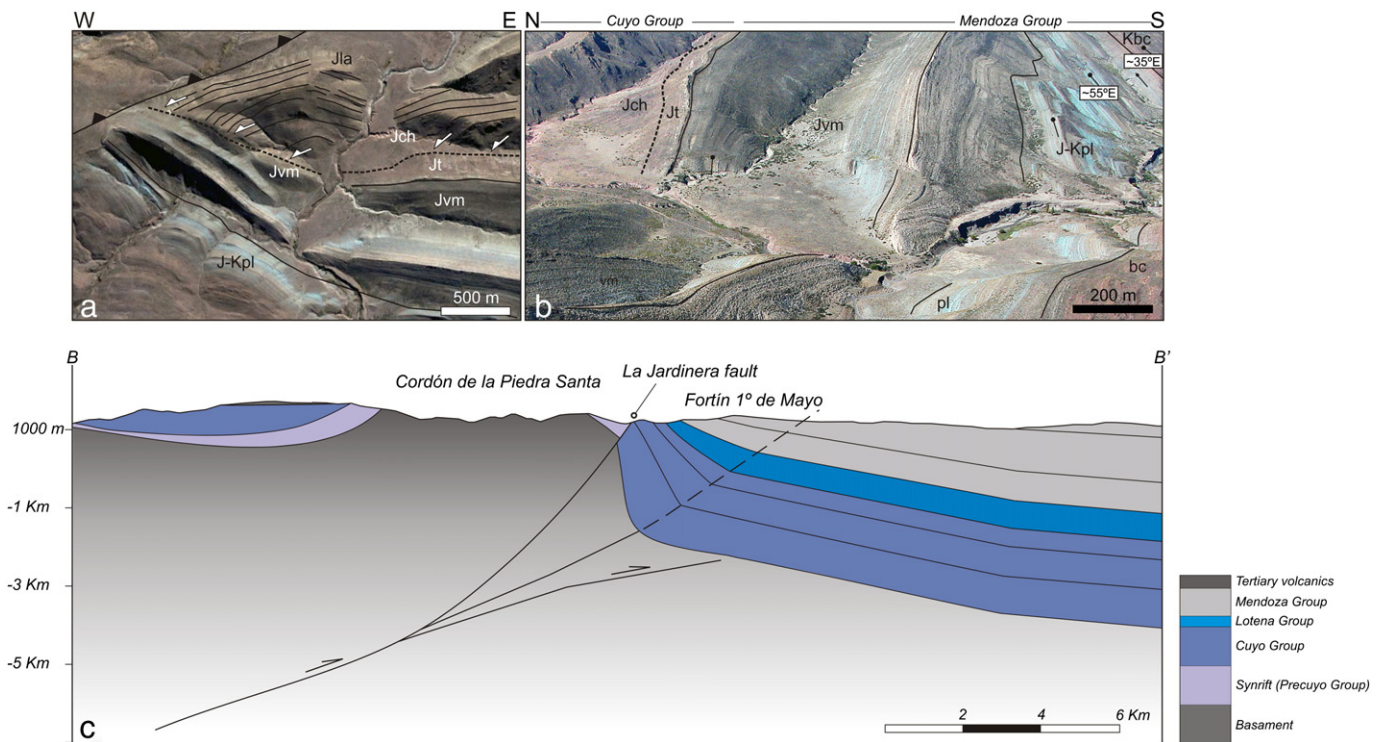 W E
Jla
Jch
Jt
Jvm
Jvm
J-Kpl
a
500 m
N Cuyo Group Mendoza Group S
Kbc
~35ºE
~55ºE
Jch
Jt
Jvm
J-Kpl
vm
bc
pl
b
200 m
B B'
La Jardinera fault
Cordón de la Piedra Santa
Fortín 1º de Mayo
1000 m
-1 Km
-3 Km
-5 Km
c
2 4 6 Km
Tertiary volcanics
Mendoza Group
Lotena Group
Cuyo Group
Synrift (Precuyo Group)
Basament